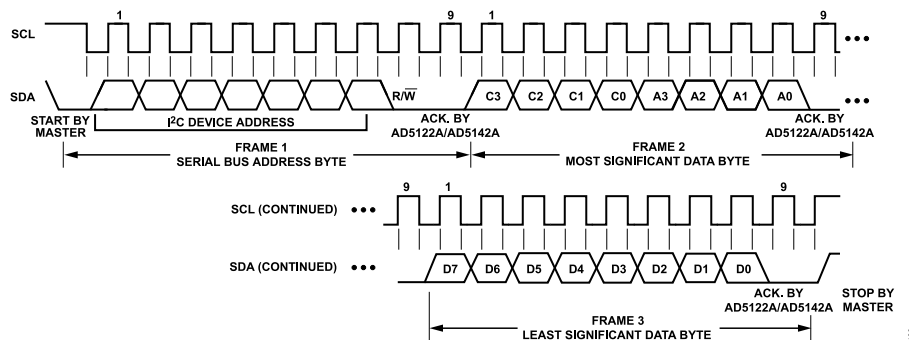 1 9 1 9
SCL
SDA R/W C3 C2 C1 C0 A3 A2 A1 A0
START BY
MASTER
I2C DEVICE ADDRESS
ACK. BY
AD5122A/AD5142A
ACK. BY
AD5122A/AD5142A
FRAME 1
SERIAL BUS ADDRESS BYTE
FRAME 2
MOST SIGNIFICANT DATA BYTE
9 1 9
SCL (CONTINUED)
SDA (CONTINUED) D7 D6 D5 D4 D3 D2 D1 D0
ACK. BY
AD5122A/AD5142A
STOP BY
MASTER
FRAME 3
LEAST SIGNIFICANT DATA BYTE